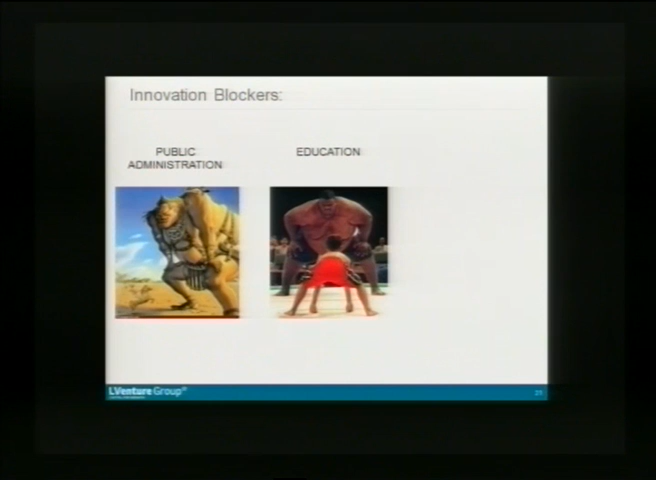 Innovation Blockers:
PUBLIC
ADMINISTRATION
EDUCATION
LVenture Group